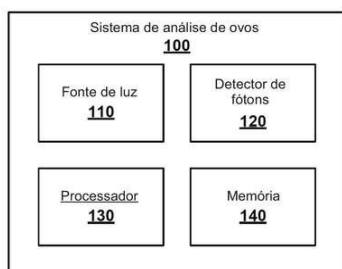 Sistema de análise de ovos
100
Fonte de luz
110
Detector de
fótons
120
Processador
130
Memória
140